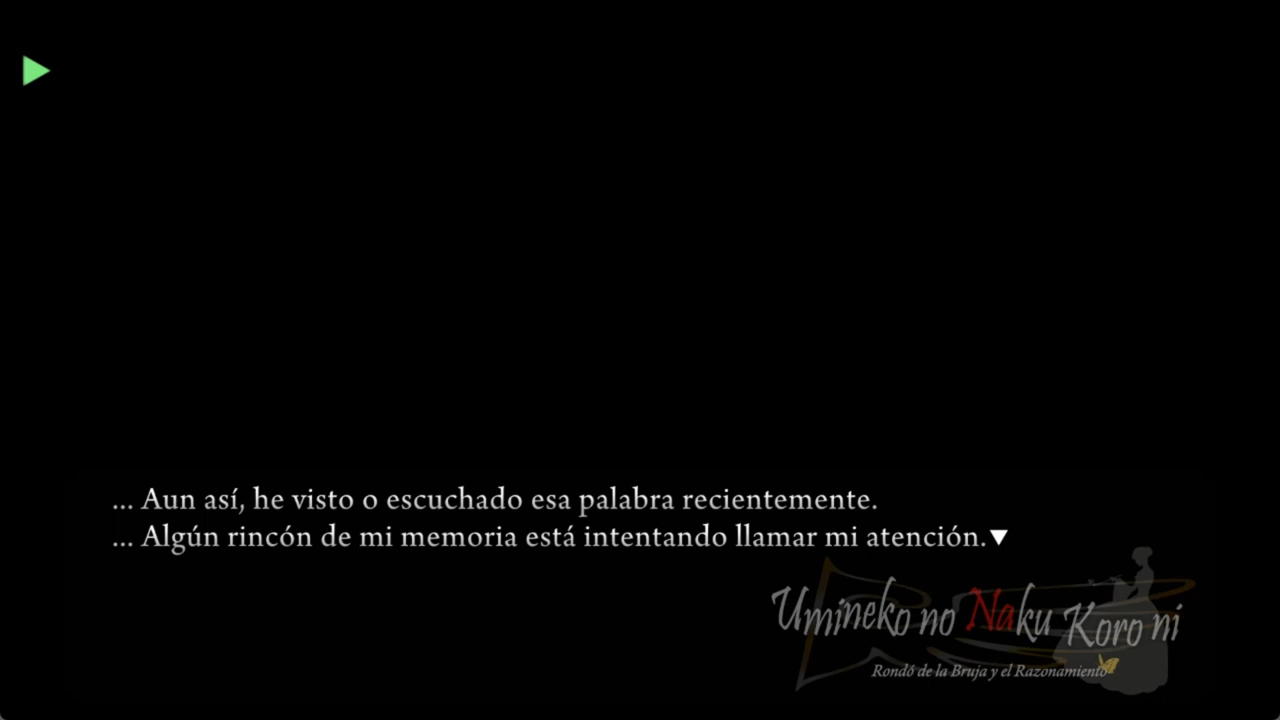 ... Aun así, he visto o escuchado esa palabra recientemente.
... Algún rincón de mi memoria está intentando llamar mi atención.
Umineko no Naku Koro ni
Rondó de la Bruja y el Razonamiento